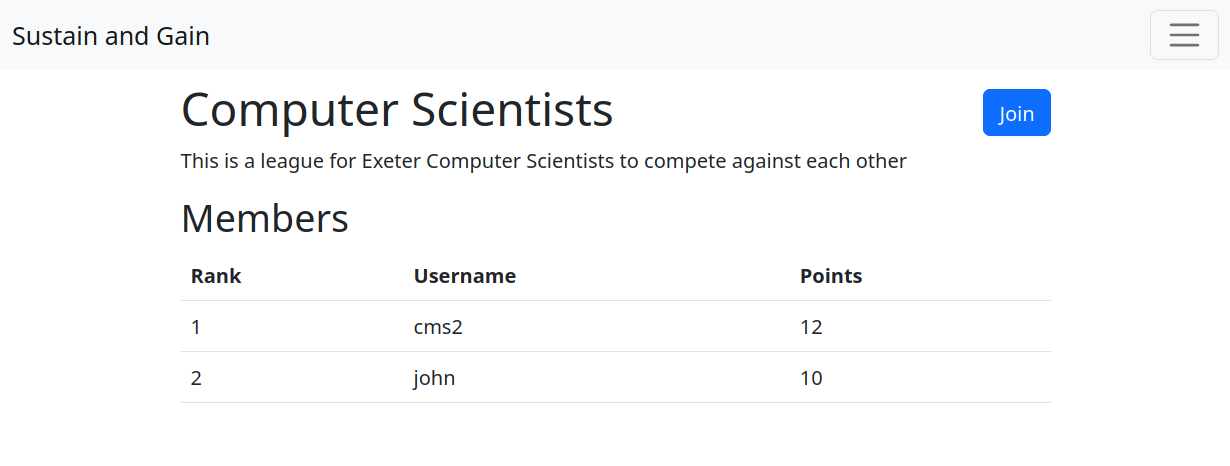 Sustain and Gain
Computer Scientists
Join
This is a league for Exeter Computer Scientists to compete against each other
Members
Rank Username Points
1 cms2 12
2 john 10